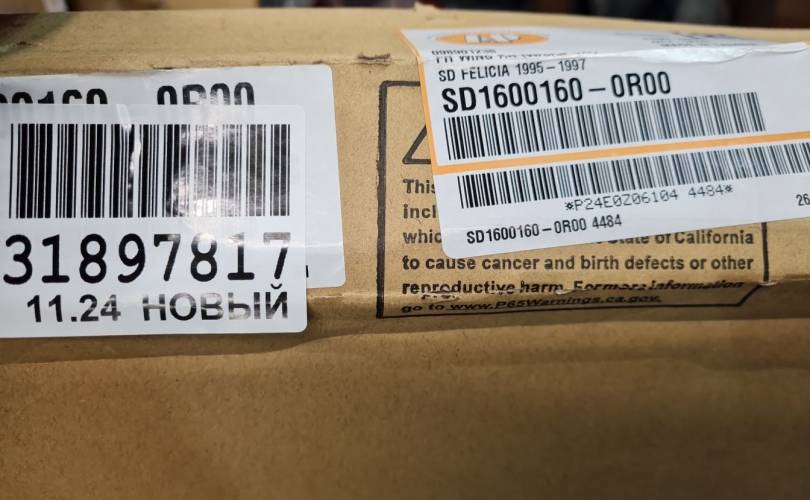 31897817
11.24 НОВЫЙ
SD FELICIA 1995-1997
SD1600160-0R00
*P24E0Z06104 4484*
SD1600160-0R00 4484
26
This
incl
whic State of California
to cause cancer and birth defects or other
reproductive harm. For more information
go to www.P65Warnings.ca.gov.